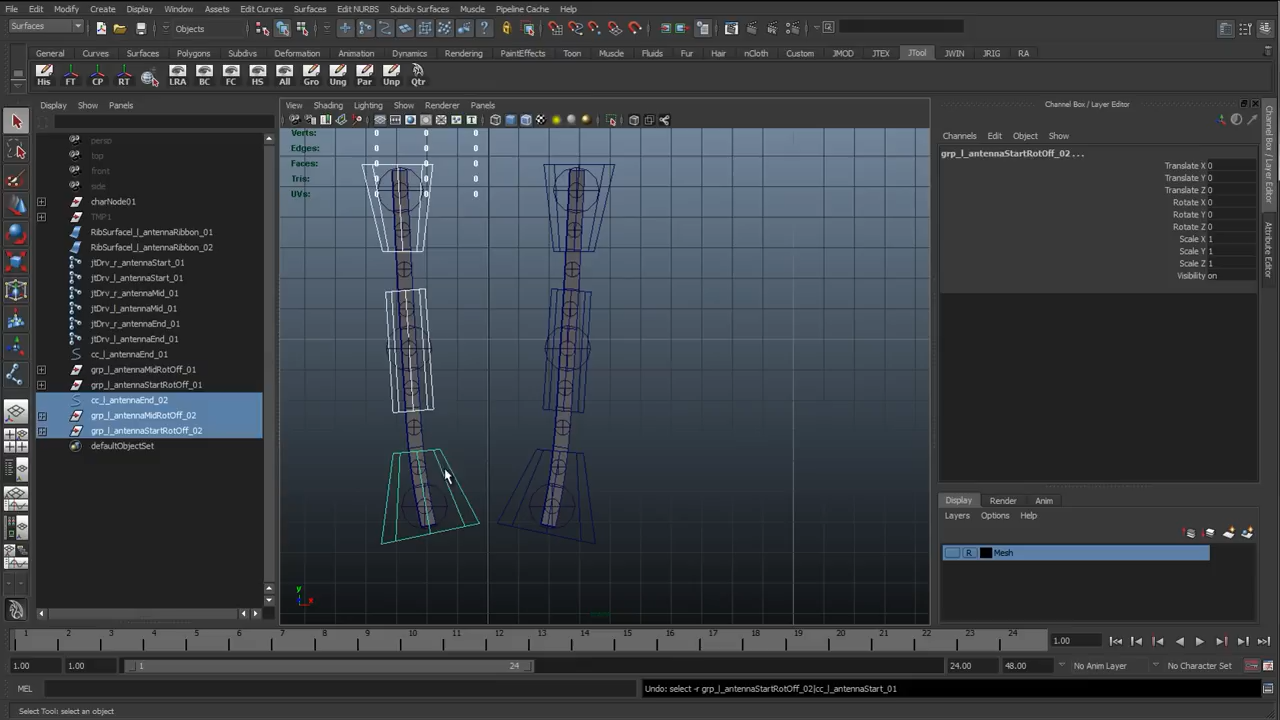 File Edit Modify Create Display Window Assets Edit Curves Surfaces Edit NURBS Subdiv Surfaces Muscle Pipeline Cache Help
Surfaces Objects
General Curves Surfaces Polygons Subdivs Deformation Animation Dynamics Rendering PaintEffects Toon Muscle Fluids Fur Hair nCloth Custom JMOD JTEX JTool JWIN JRIG RA
His FT CP RT LRA BC FC HS All Gro Ung Par Unp Qtr
Display Show Panels
View Shading Lighting Show Renderer Panels
Channel Box / Layer Editor
Channels Edit Object Show
persp
top
front
side
charNode01
TMP1
RibSurfacel_l_antennaRibbon_01
RibSurfacel_l_antennaRibbon_02
jtDrv_r_antennaStart_01
jtDrv_l_antennaStart_01
jtDrv_r_antennaMid_01
jtDrv_l_antennaMid_01
jtDrv_r_antennaEnd_01
jtDrv_l_antennaEnd_01
cc_l_antennaEnd_01
grp_l_antennaMidRotOff_01
grp_l_antennaStartRotOff_01
cc_l_antennaEnd_02
grp_l_antennaMidRotOff_02
grp_l_antennaStartRotOff_02
defaultObjectSet
Verts: 0 0 0
Edges: 0 0 0
Faces: 0 0 0
Tris: 0 0 0
UVs: 0 0 0
y
x
grp_l_antennaStartRotOff_02 ...
Translate X 0
Translate Y 0
Translate Z 0
Rotate X 0
Rotate Y 0
Rotate Z 0
Scale X 1
Scale Y 1
Scale Z 1
Visibility on
Channel Box / Layer Editor
Attribute Editor
Display Render Anim
Layers Options Help
R Mesh
1 2 3 4 5 6 7 8 9 10 11 12 13 14 15 16 17 18 19 20 21 22 23 24 1.00
1.00 1.00 1 24 24.00 48.00 No Anim Layer No Character Set
MEL Undo: select -r grp_l_antennaStartRotOff_02|cc_l_antennaStart_01
Select Tool: select an object